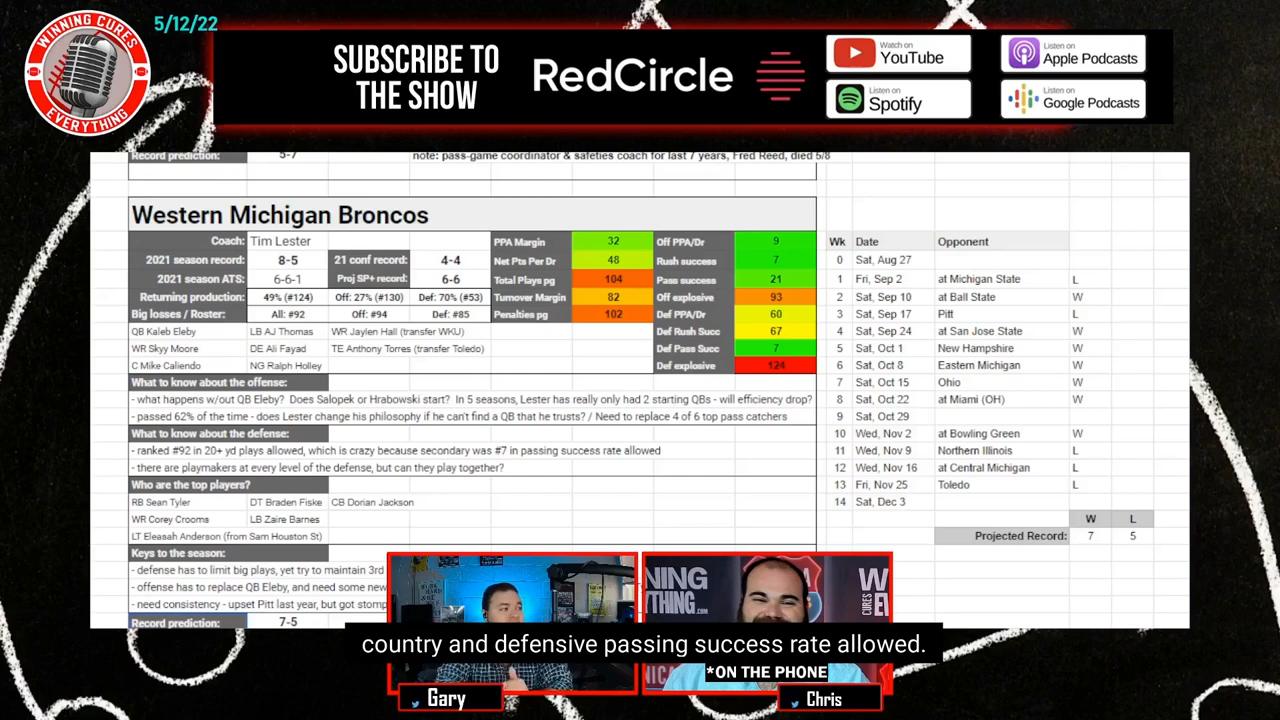 5/12/22
WINNING CURES
EVERYTHING
SUBSCRIBE TO
THE SHOW
RedCircle
Watch on
YouTube
Listen on
Spotify
Listen on
Apple Podcasts
Listen on
Google Podcasts
Record prediction: 5-7 note: pass-game coordinator & safeties coach for last 7 years, Fred Reed, died 5/8
Western Michigan Broncos
Coach: Tim Lester PPA Margin 32 Off PPA/Dr 9
2021 season record: 8-5 21 conf record: 4-4 Net Pts Per Dr 48 Rush success 7
2021 season ATS: 6-6-1 Proj SP+ record: 6-6 Total Plays pg 104 Pass success 21
Returning production: 49% (#124) Off: 27% (#130) Def: 70% (#53) Turnover Margin 82 Off explosive 93
Big losses / Roster: All: #92 Off: #94 Def: #85 Penalties pg 102 Def PPA/Dr 60
QB Kaleb Eleby LB AJ Thomas WR Jaylen Hall (transfer WKU) Def Rush Succ 67
WR Skyy Moore DE Ali Fayad TE Anthony Torres (transfer Toledo) Def Pass Succ 7
C Mike Caliendo NG Ralph Holley Def explosive 124
What to know about the offense:
- what happens w/out QB Eleby? Does Salopek or Hrabowski start? In 5 seasons, Lester has really only had 2 starting QBs - will efficiency drop?
- passed 62% of the time - does Lester change his philosophy if he can't find a QB that he trusts? / Need to replace 4 of 6 top pass catchers
What to know about the defense:
- ranked #92 in 20+ yd plays allowed, which is crazy because secondary was #7 in passing success rate allowed
- there are playmakers at every level of the defense, but can they play together?
Who are the top players?
RB Sean Tyler DT Braden Fiske CB Dorian Jackson
WR Corey Crooms LB Zaire Barnes
LT Eleasah Anderson (from Sam Houston St)
Keys to the season:
- defense has to limit big plays, yet try to maintain 3rd
- offense has to replace QB Eleby, and need some new
- need consistency - upset Pitt last year, but got stomp
Record prediction: 7-5
Wk Date Opponent
0 Sat, Aug 27
1 Fri, Sep 2 at Michigan State L
2 Sat, Sep 10 at Ball State W
3 Sat, Sep 17 Pitt L
4 Sat, Sep 24 at San Jose State W
5 Sat, Oct 1 New Hampshire W
6 Sat, Oct 8 Eastern Michigan W
7 Sat, Oct 15 Ohio W
8 Sat, Oct 22 at Miami (OH) W
9 Sat, Oct 29
10 Wed, Nov 2 at Bowling Green W
11 Wed, Nov 9 Northern Illinois L
12 Wed, Nov 16 at Central Michigan L
13 Fri, Nov 25 Toledo L
14 Sat, Dec 3
W L
Projected Record: 7 5
country and defensive passing success rate allowed.
*ON THE PHONE
Gary
Chris